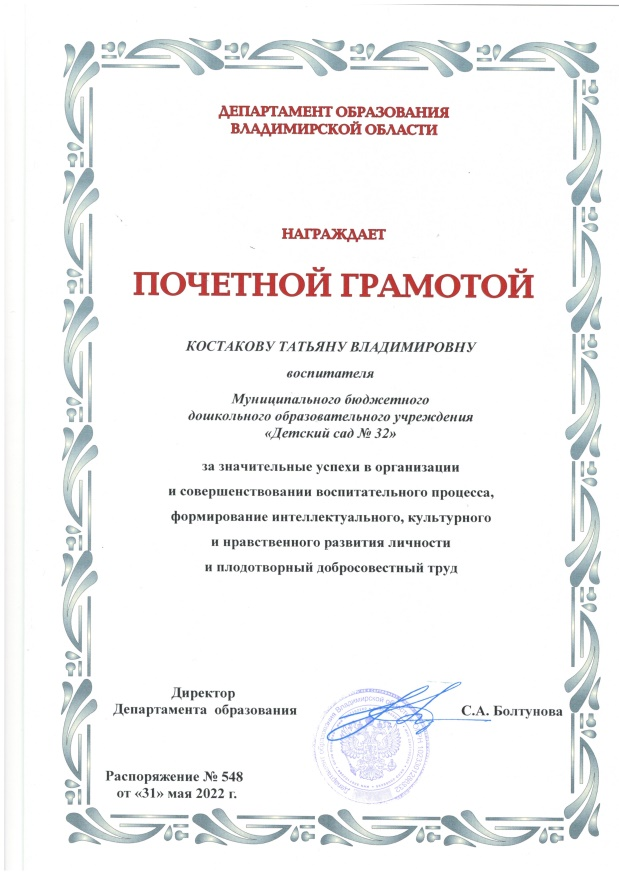 ДЕПАРТАМЕНТ ОБРАЗОВАНИЯ
ВЛАДИМИРСКОЙ ОБЛАСТИ
НАГРАЖДАЕТ
ПОЧЕТНОЙ ГРАМОТОЙ
КОСТАКОВУ ТАТЬЯНУ ВЛАДИМИРОВНУ
воспитателя
Муниципального бюджетного
дошкольного образовательного учреждения
«Детский сад № 32»
за значительные успехи в организации
и совершенствовании воспитательного процесса,
формирование интеллектуального, культурного
и нравственного развития личности
и плодотворный добросовестный труд
Директор
Департамента образования
С.А. Болтунова
Распоряжение № 548
от «31» мая 2022 г.